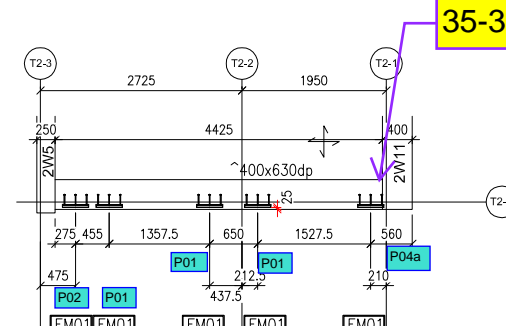 35-3
T2-3
T2-2
T2-1
2725
1950
250
4425
400
2W5
2W11
^400x630dp
25
T2-
275
455
1357.5
650
1527.5
560
P01
P01
P04a
475
212.5
210
P02
P01
437.5
EM01
EM01
EM01
EM01
EM01